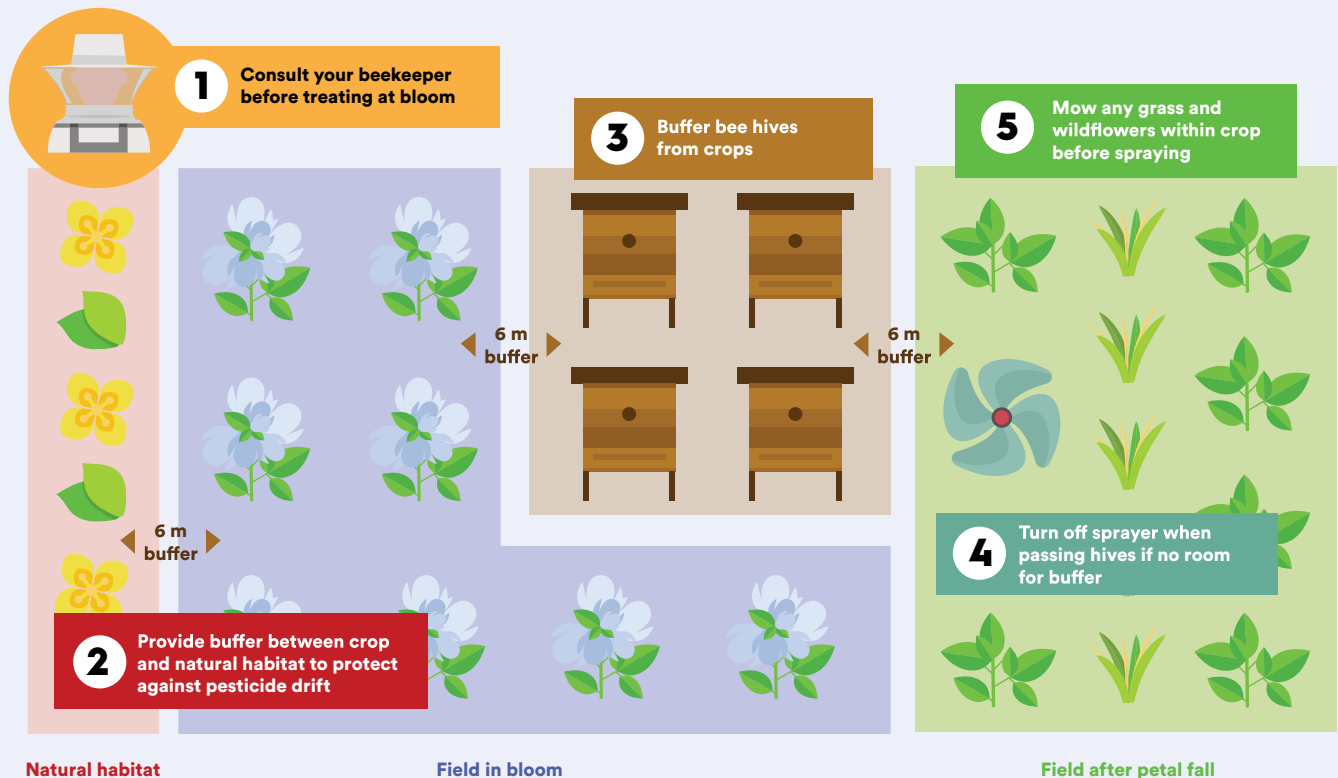 1
Consult your beekeeper
before treating at bloom
3
Buffer bee hives
from crops
5
Mow any grass and
wildflowers within crop
before spraying
6 m
buffer
6 m
buffer
6 m
buffer
4
Turn off sprayer when
passing hives if no room
for buffer
2
Provide buffer between crop
and natural habitat to protect
against pesticide drift
Natural habitat
Field in bloom
Field after petal fall